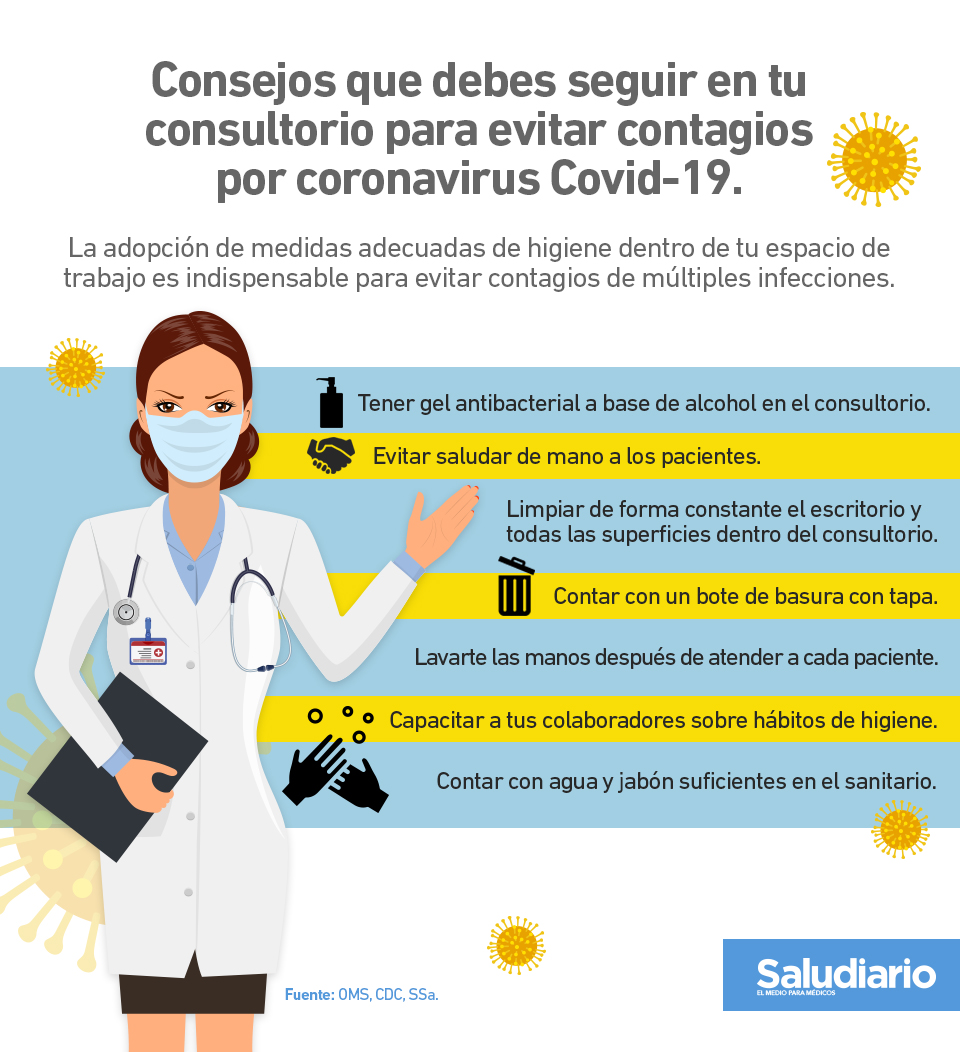 Consejos que debes seguir en tu
consultorio para evitar contagios
por coronavirus Covid-19.
La adopción de medidas adecuadas de higiene dentro de tu espacio de
trabajo es indispensable para evitar contagios de múltiples infecciones.
Tener gel antibacterial a base de alcohol en el consultorio.
Evitar saludar de mano a los pacientes.
Limpiar de forma constante el escritorio y
todas las superficies dentro del consultorio.
Contar con un bote de basura con tapa.
Lavarte las manos después de atender a cada paciente.
Capacitar a tus colaboradores sobre hábitos de higiene.
Contar con agua y jabón suficientes en el sanitario.
Fuente: OMS, CDC, SSa.
Saludiario
EL MEDIO PARA MÉDICOS